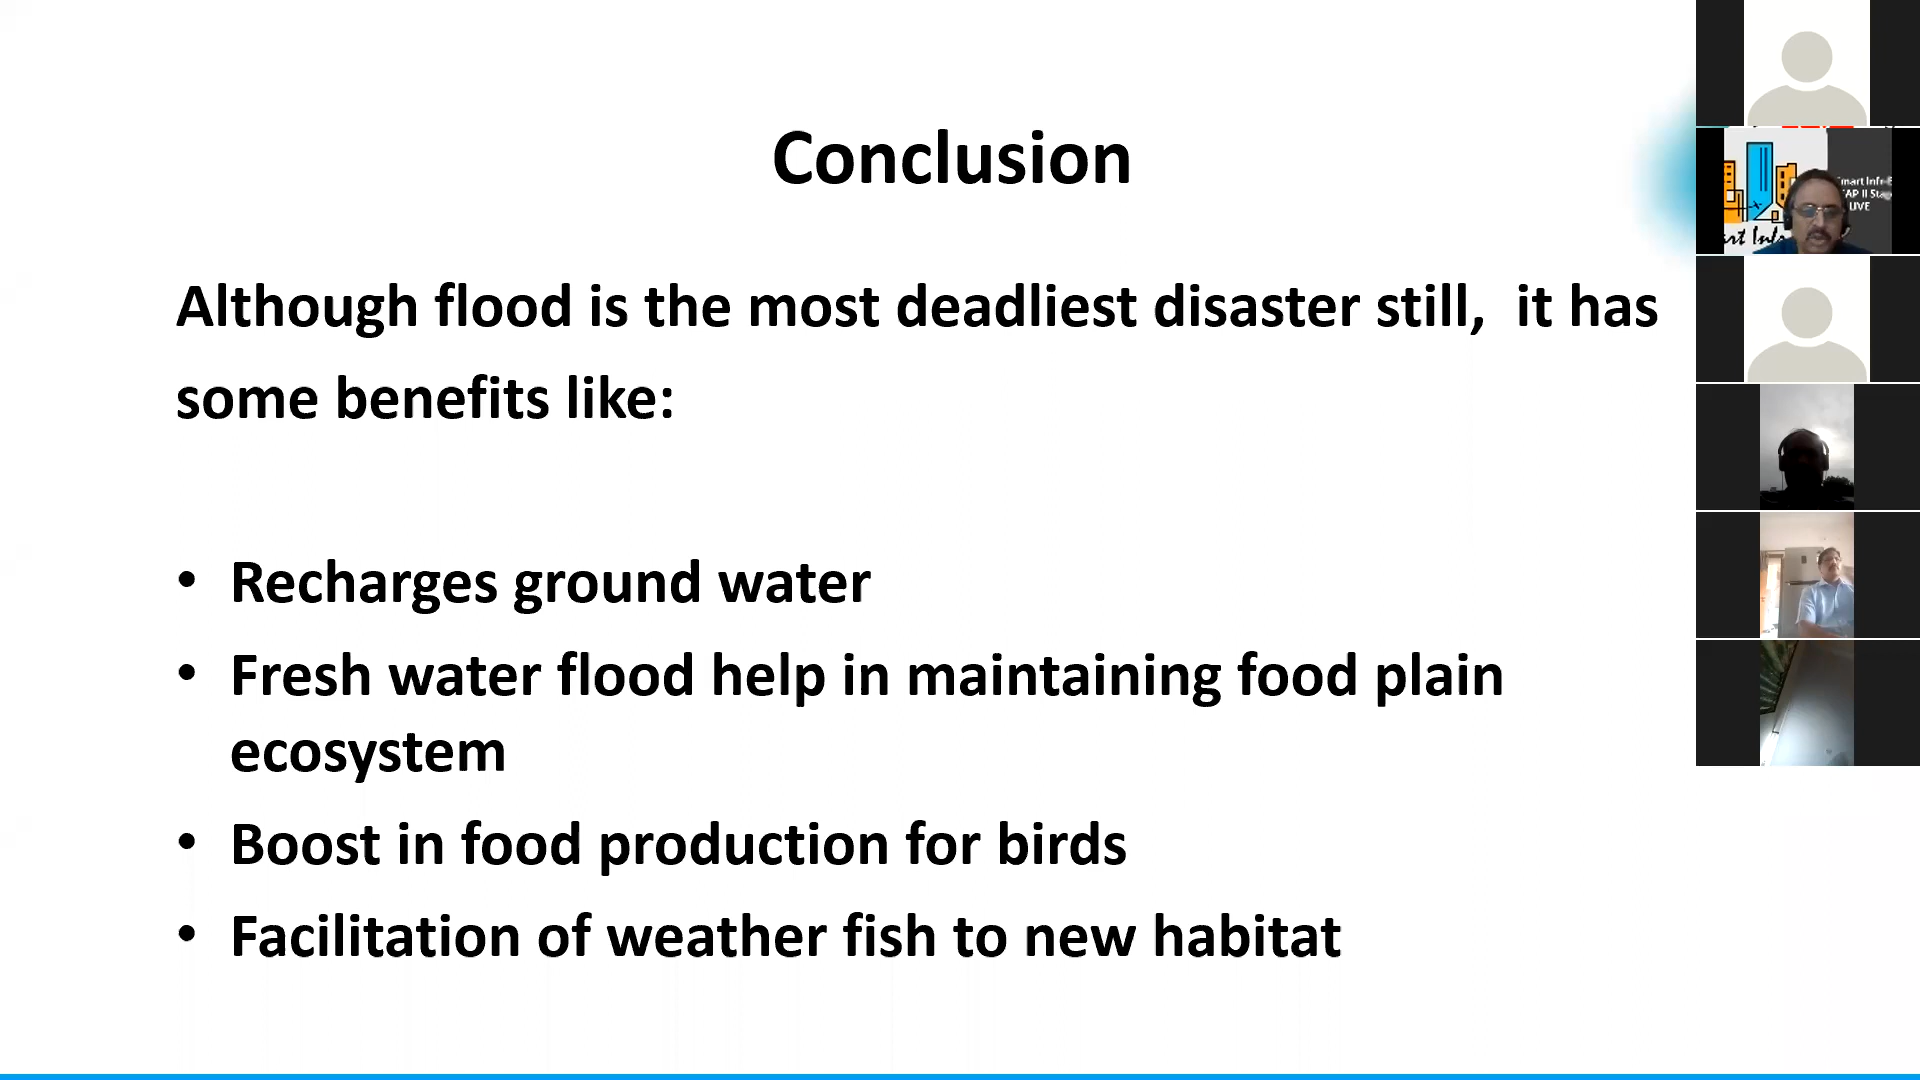 Conclusion
Although flood is the most deadliest disaster still, it has
some benefits like:
• Recharges ground water
• Fresh water flood help in maintaining food plain
ecosystem
• Boost in food production for birds
• Facilitation of weather fish to new habitat
LIVE